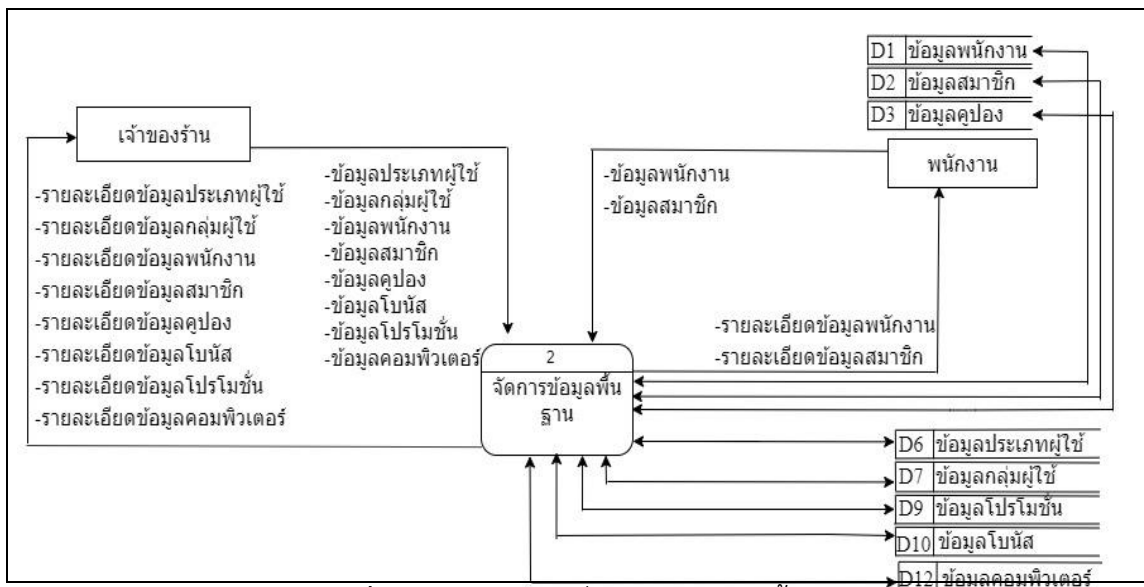 D1 ข้อมูลพนักงาน
D2 ข้อมูลสมาชิก
D3 ข้อมูลคูปอง
เจ้าของร้าน
พนักงาน
-รายละเอียดข้อมูลประเภทผู้ใช้
-รายละเอียดข้อมูลกลุ่มผู้ใช้
-รายละเอียดข้อมูลพนักงาน
-รายละเอียดข้อมูลสมาชิก
-รายละเอียดข้อมูลคูปอง
-รายละเอียดข้อมูลโบนัส
-รายละเอียดข้อมูลโปรโมชั่น
-รายละเอียดข้อมูลคอมพิวเตอร์
-ข้อมูลประเภทผู้ใช้
-ข้อมูลกลุ่มผู้ใช้
-ข้อมูลพนักงาน
-ข้อมูลสมาชิก
-ข้อมูลคูปอง
-ข้อมูลโบนัส
-ข้อมูลโปรโมชั่น
-ข้อมูลคอมพิวเตอร์
-ข้อมูลพนักงาน
-ข้อมูลสมาชิก
-รายละเอียดข้อมูลพนักงาน
-รายละเอียดข้อมูลสมาชิก
2
จัดการข้อมูลพื้น
ฐาน
D6 ข้อมูลประเภทผู้ใช้
D7 ข้อมูลกลุ่มผู้ใช้
D9 ข้อมูลโปรโมชั่น
D10 ข้อมูลโบนัส
D12 ข้อมูลคอมพิวเตอร์